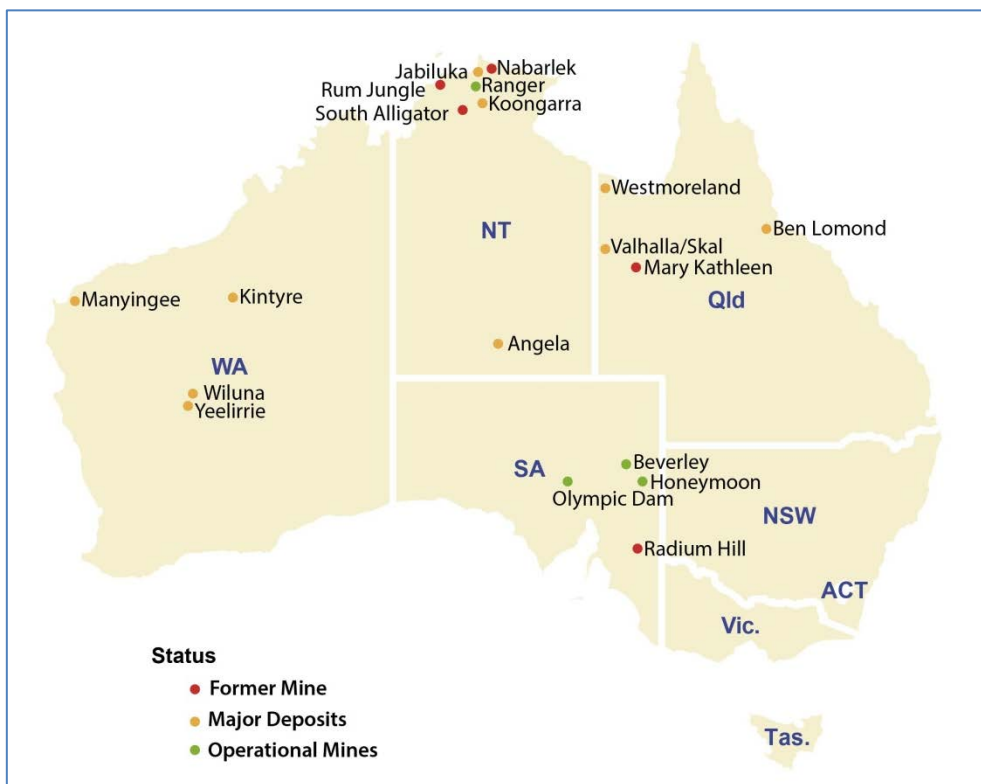 Nabarlek
Jabiluka
Rum Jungle
Ranger
Koongarra
South Alligator
Westmoreland
NT
Ben Lomond
Valhalla/Skal
Mary Kathleen
Qld
Manyingee
Kintyre
Angela
WA
Wiluna
Yeelirrie
SA
Beverley
Honeymoon
Olympic Dam
NSW
Radium Hill
ACT
Vic.
Status
Former Mine
Major Deposits
Operational Mines
Tas.